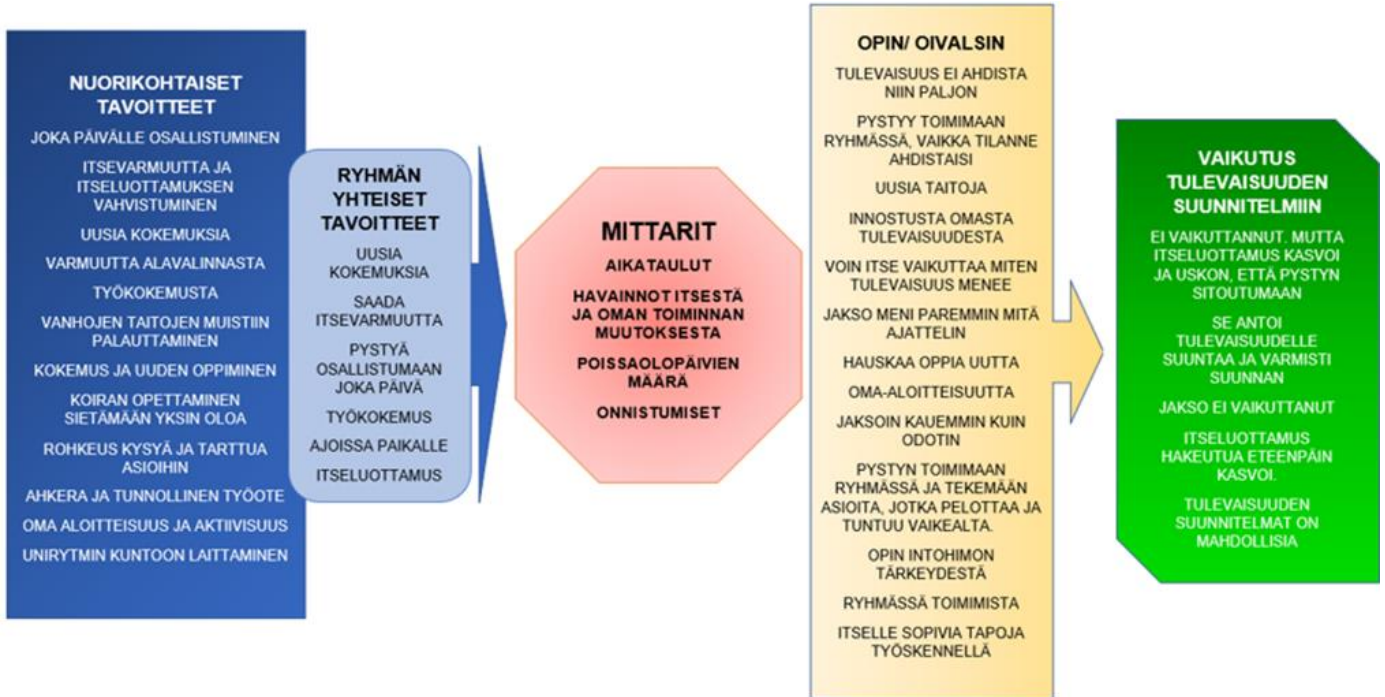 NUORIKOHTAISET
TAVOITTEET
JOKA PÄIVÄLLE OSALLISTUMINEN
ITSEVARMUUTTA JA
ITSELUOTTAMUKSEN
VAHVISTUMINEN
UUSIA KOKEMUKSIA
VARMUUTTA ALAVALINNASTA
TYÖKOKEMUSTA
VANHOJEN TAITOJEN MUISTIIN
PALAUTTAMINEN
KOKEMUS JA UUDEN OPPIMINEN
KOIRAN OPETTAMINEN
SIETÄMÄÄN YKSIN OLOA
ROHKEUS KYSYÄ JA TARTTUA
ASIOIHIN
AHKERA JA TUNNOLLINEN TYÖOTE
OMA ALOITTEISUUS JA AKTIIVISUUS
UNIRYTMIN KUNTOON LAITTAMINEN
RYHMÄN
YHTEISET
TAVOITTEET
UUSIA
KOKEMUKSIA
SAADA
ITSEVARMUUTTA
PYSTYÄ
OSALLISTUMAAN
JOKA PÄIVÄ
TYÖKOKEMUS
AJOISSA PAIKALLE
ITSELUOTTAMUS
MITTARIT
AIKATAULUT
HAVAINNOT ITSESTÄ
JA OMAN TOIMINNAN
MUUTOKSESTA
POISSAOLOPÄIVIEN
MÄÄRÄ
ONNISTUMISET
OPIN/ OIVALSIN
TULEVAISUUS EI AHDISTA
NIIN PALJON
PYSTYY TOIMIMAAN
RYHMÄSSÄ, VAIKKA TILANNE
AHDISTAISI
UUSIA TAITOJA
INNOSTUSTA OMASTA
TULEVAISUUDESTA
VOIN ITSE VAIKUTTAA MITEN
TULEVAISUUS MENEE
JAKSO MENI PAREMMIN MITÄ
AJATTELIN
HAUSKAA OPPIA UUTTA
OMA-ALOITTEISUUTTA
JAKSOIN KAUEMMIN KUIN
ODOTIN
PYSTYN TOIMIMAAN
RYHMÄSSÄ JA TEKEMÄÄN
ASIOITA, JOTKA PELOTTAA JA
TUNTUU VAIKEALTA.
OPIN INTOHIMON
TÄRKEYDESTÄ
RYHMÄSSÄ TOIMIMISTA
ITSELLE SOPIVIA TAPOJA
TYÖSKENNELLÄ
VAIKUTUS
TULEVAISUUDEN
SUUNNITELMIIN
EI VAIKUTTANNUT. MUTTA
ITSELUOTTAMUS KASVOI
JA USKON, ETTÄ PYSTYN
SITOUTUMAAN
SE ANTOI
TULEVAISUUDELLE
SUUNTAA JA VARMISTI
SUUNNAN
JAKSO EI VAIKUTTANUT
ITSELUOTTAMUS
HAKEUTUA ETEENPÄIN
KASVOI.
TULEVAISUUDEN
SUUNNITELMAT ON
MAHDOLLISIA